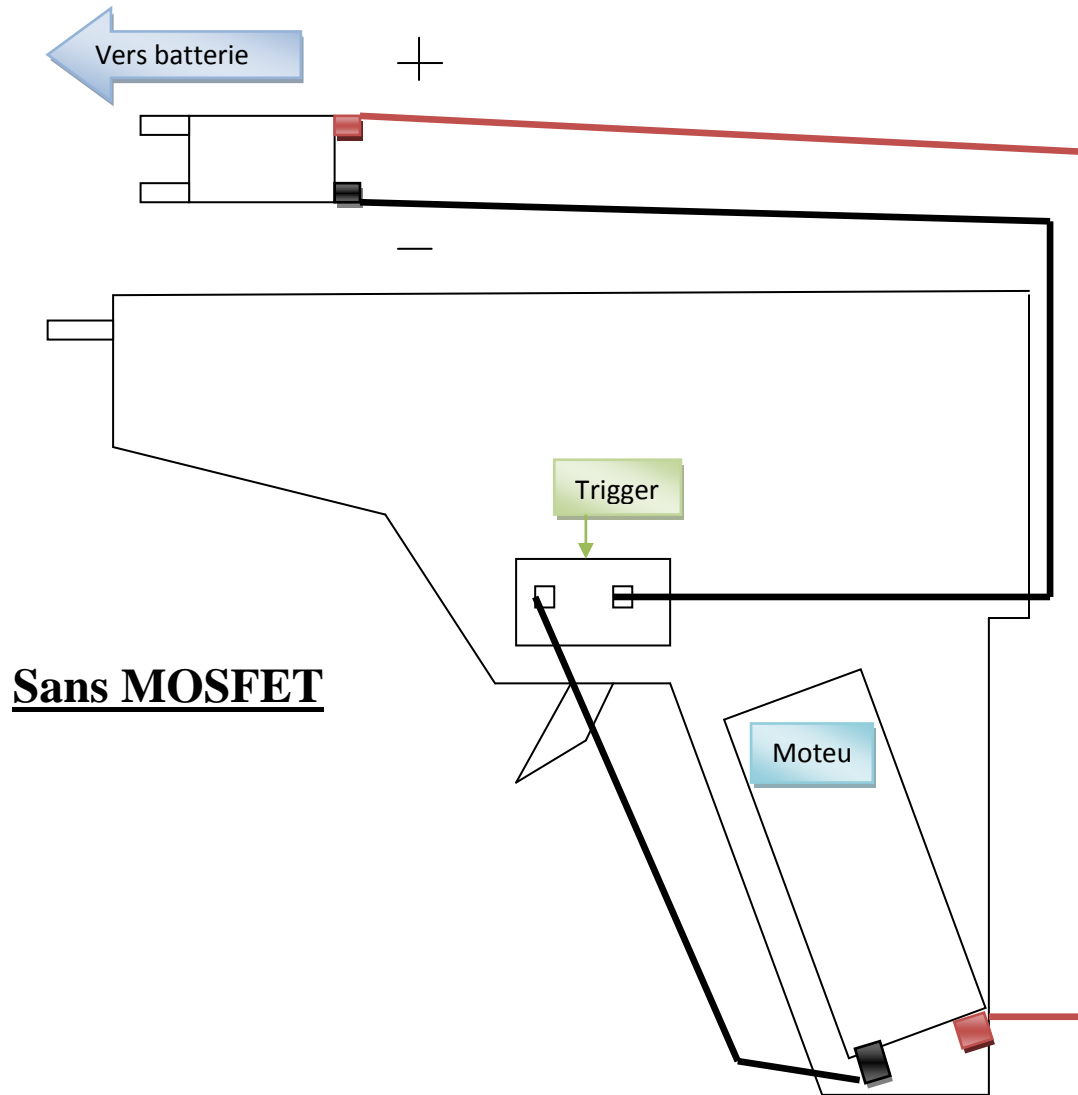 Vers batterie
+
—
Trigger
Sans MOSFET
Moteu